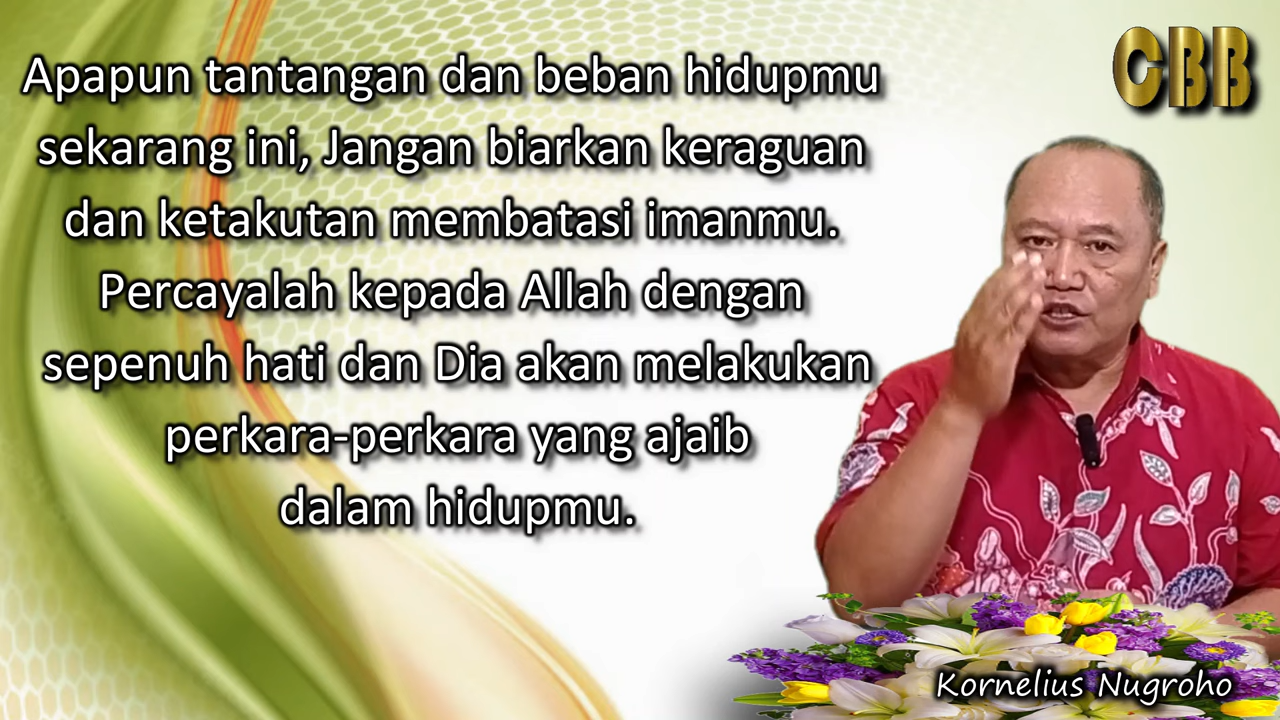 CBB
Apapun tantangan dan beban hidupmu
sekarang ini, Jangan biarkan keraguan
dan ketakutan membatasi imanmu.
Percayalah kepada Allah dengan
sepenuh hati dan Dia akan melakukan
perkara-perkara yang ajaib
dalam hidupmu.
Kornelius Nugroho